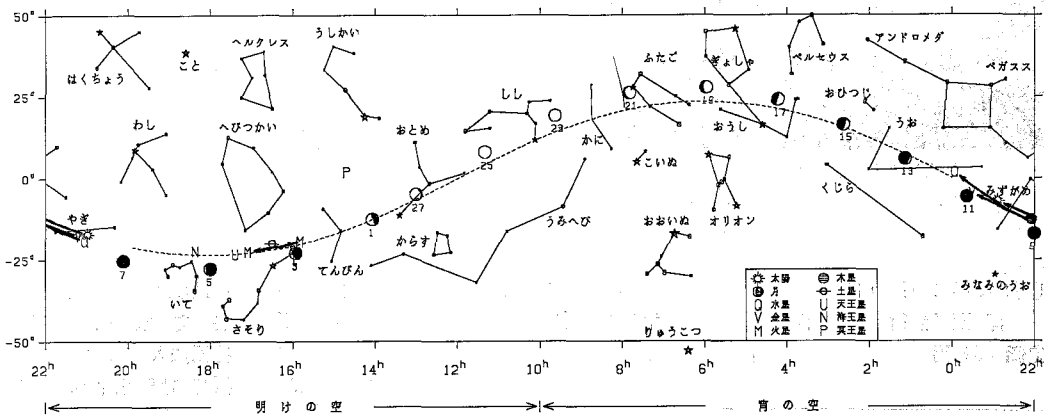 50°
25°
0°
-25°
-50°
はくちょう
こと
ヘルクレス
うしかい
しし
ふたご
ぎょしゃ
ペルセウス
アンドロメダ
ペガスス
わし
へびつかい
おとめ
かに
おうし
おひつじ
うお
こいぬ
くじら
みずがめ
やぎ
P
からす
うみへび
おおいぬ
オリオン
てんびん
いて
さそり
りゅうこつ
みなみのうお
Q
N
U
M
M
Q
7
5
3
1
27
25
23
21
19
17
15
13
11
9
太陽 木星
月 土星
Q 水星 U 天王星
V 金星 N 海王星
M 火星 P 冥王星
22h 20h 18h 16h 14h 12h 10h 8h 6h 4h 2h 0h 22h
明けの空 宵の空